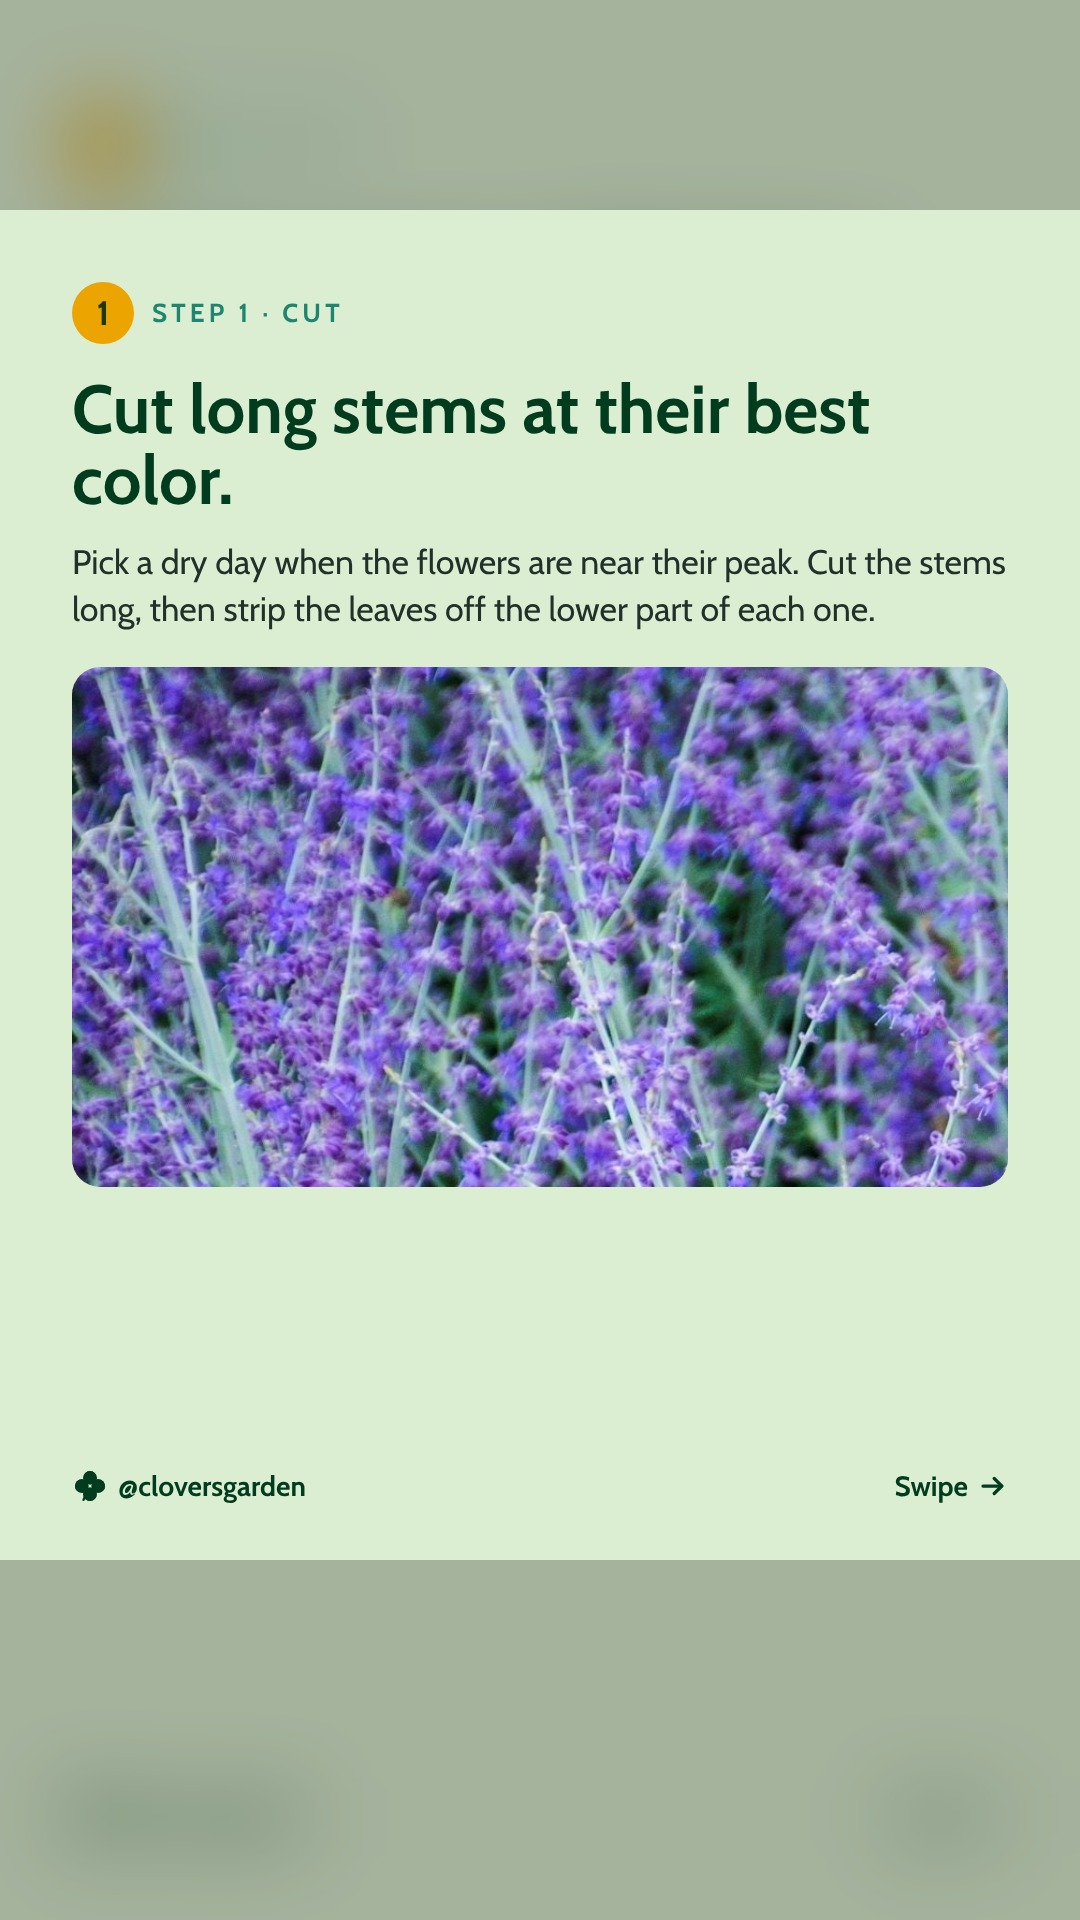 1
STEP 1 · CUT
Cut long stems at their best
color.
Pick a dry day when the flowers are near their peak. Cut the stems
long, then strip the leaves off the lower part of each one.
@cloversgarden
Swipe →